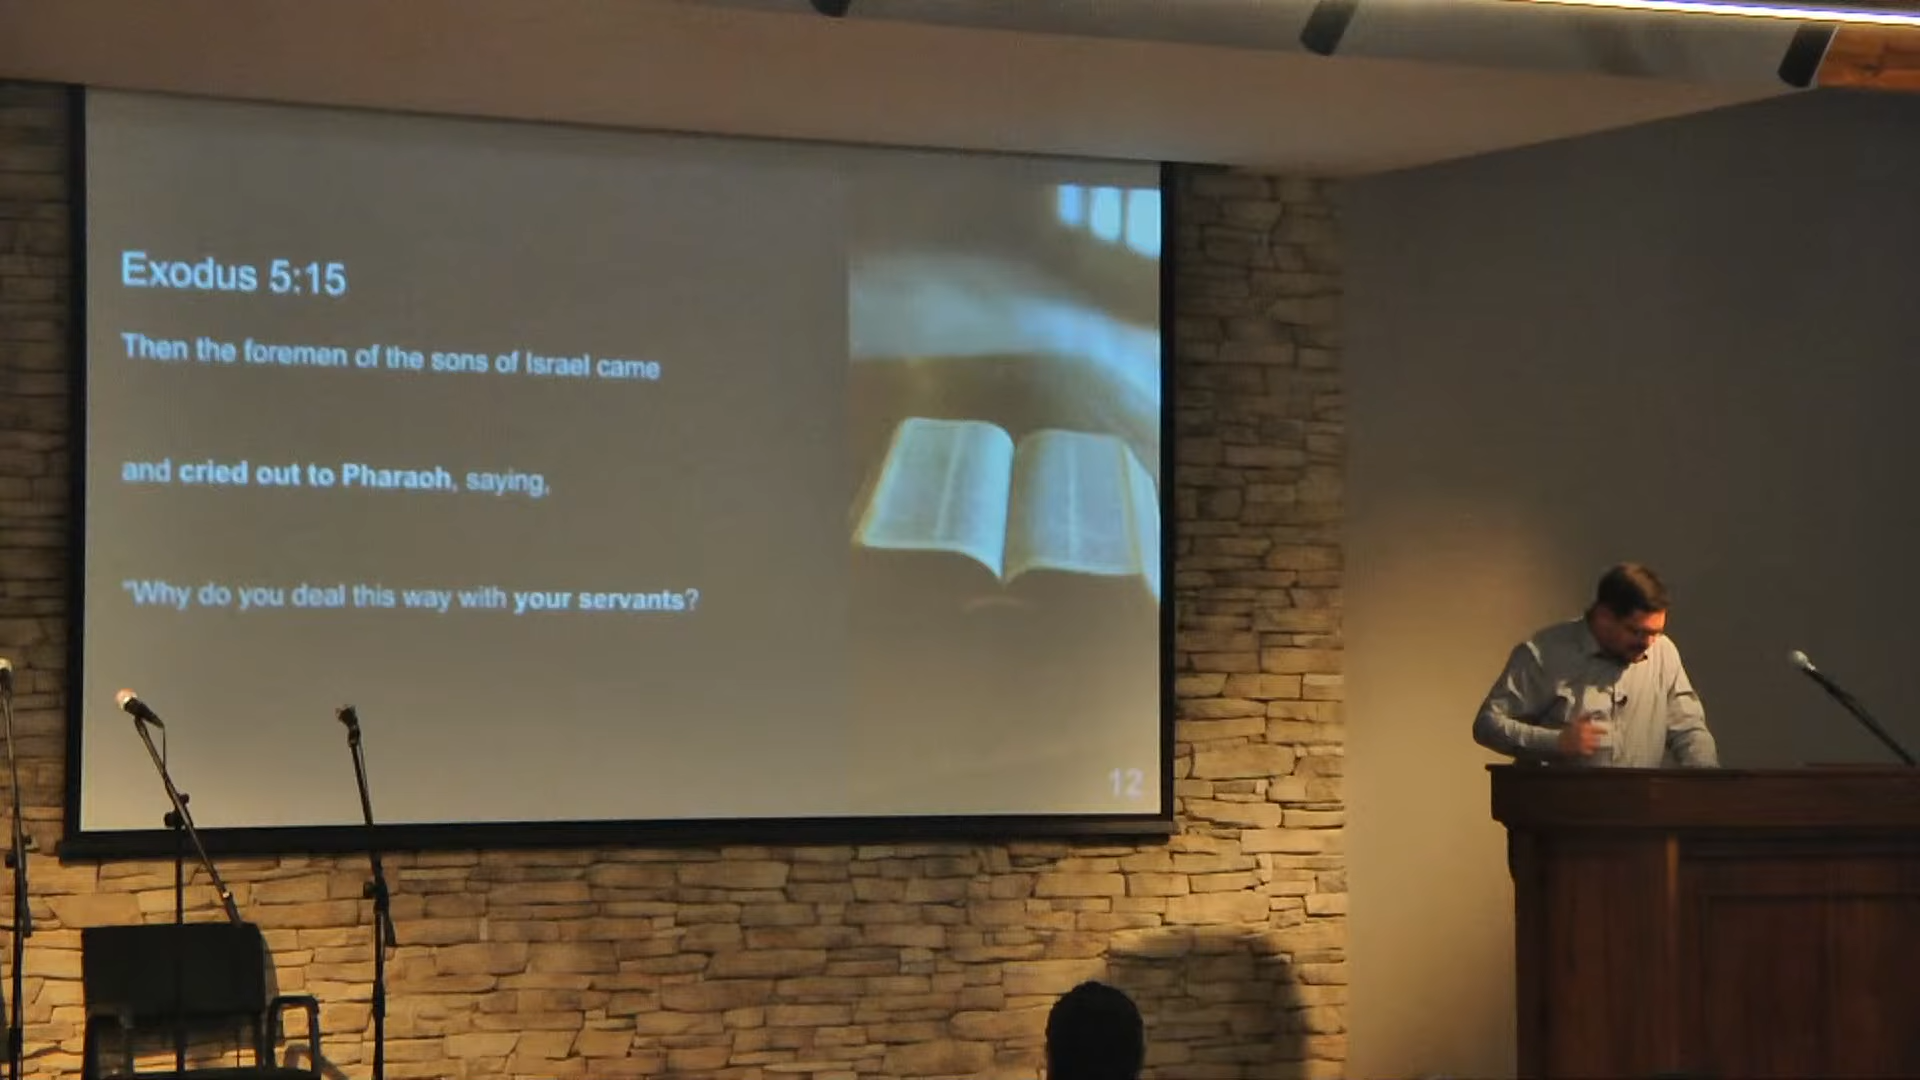 Exodus 5:15
Then the foremen of the sons of Israel came
and cried out to Pharaoh, saying,
"Why do you deal this way with your servants?
12